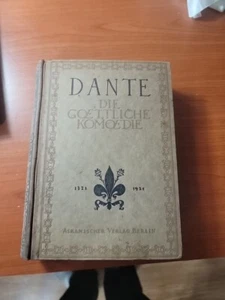 DANTE
DIE
GOETTLICHE
KOMOEDIE
1321 1921
ASKANISCHER VERLAG BERLIN